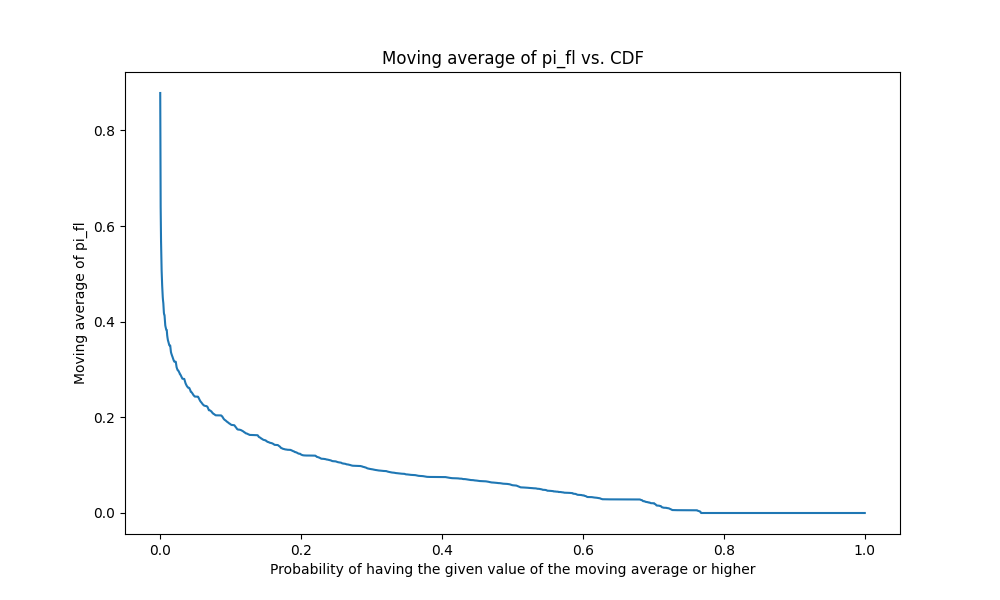 Moving average of pi_fl vs. CDF
Moving average of pi_fl
0.8
0.6
0.4
0.2
0.0
0.0 0.2 0.4 0.6 0.8 1.0
Probability of having the given value of the moving average or higher